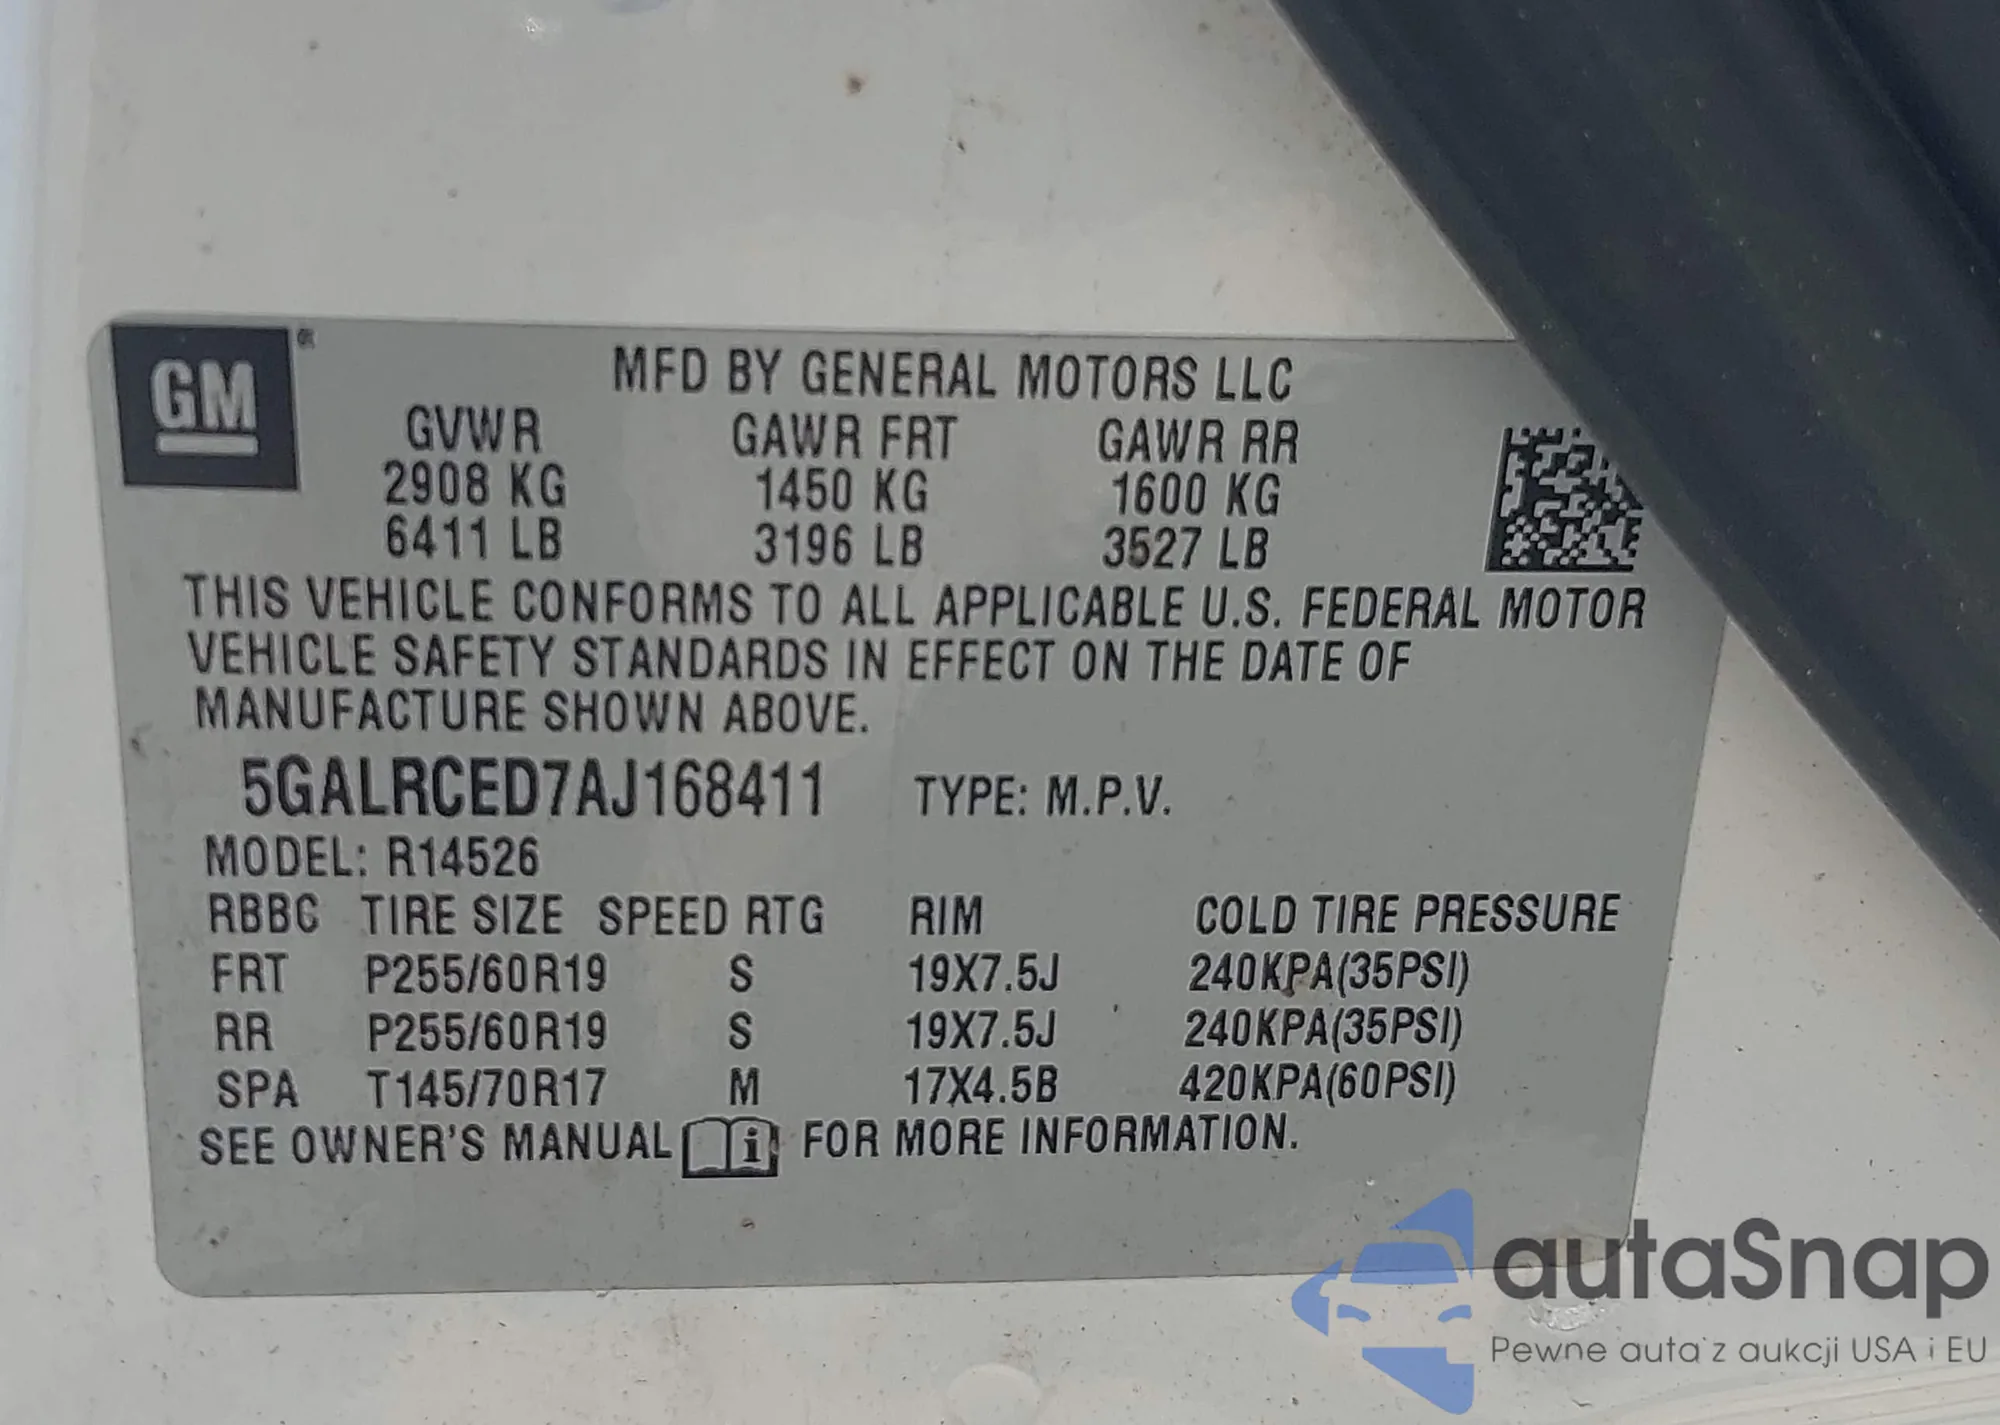 GM
MFD BY GENERAL MOTORS LLC
GVWR GAWR FRT GAWR RR
2908 KG 1450 KG 1600 KG
6411 LB 3196 LB 3527 LB
THIS VEHICLE CONFORMS TO ALL APPLICABLE U.S. FEDERAL MOTOR
VEHICLE SAFETY STANDARDS IN EFFECT ON THE DATE OF
MANUFACTURE SHOWN ABOVE.
5GALRCED7AJ168411 TYPE: M.P.V.
MODEL: R14526
RBBG TIRE SIZE SPEED RTG RIM COLD TIRE PRESSURE
FRT P255/60R19 S 19X7.5J 240KPA(35PSI)
RR P255/60R19 S 19X7.5J 240KPA(35PSI)
SPA T145/70R17 M 17X4.5B 420KPA(60PSI)
SEE OWNER'S MANUAL i FOR MORE INFORMATION.
autaSnap
Pewne auta z aukcji USA i EU